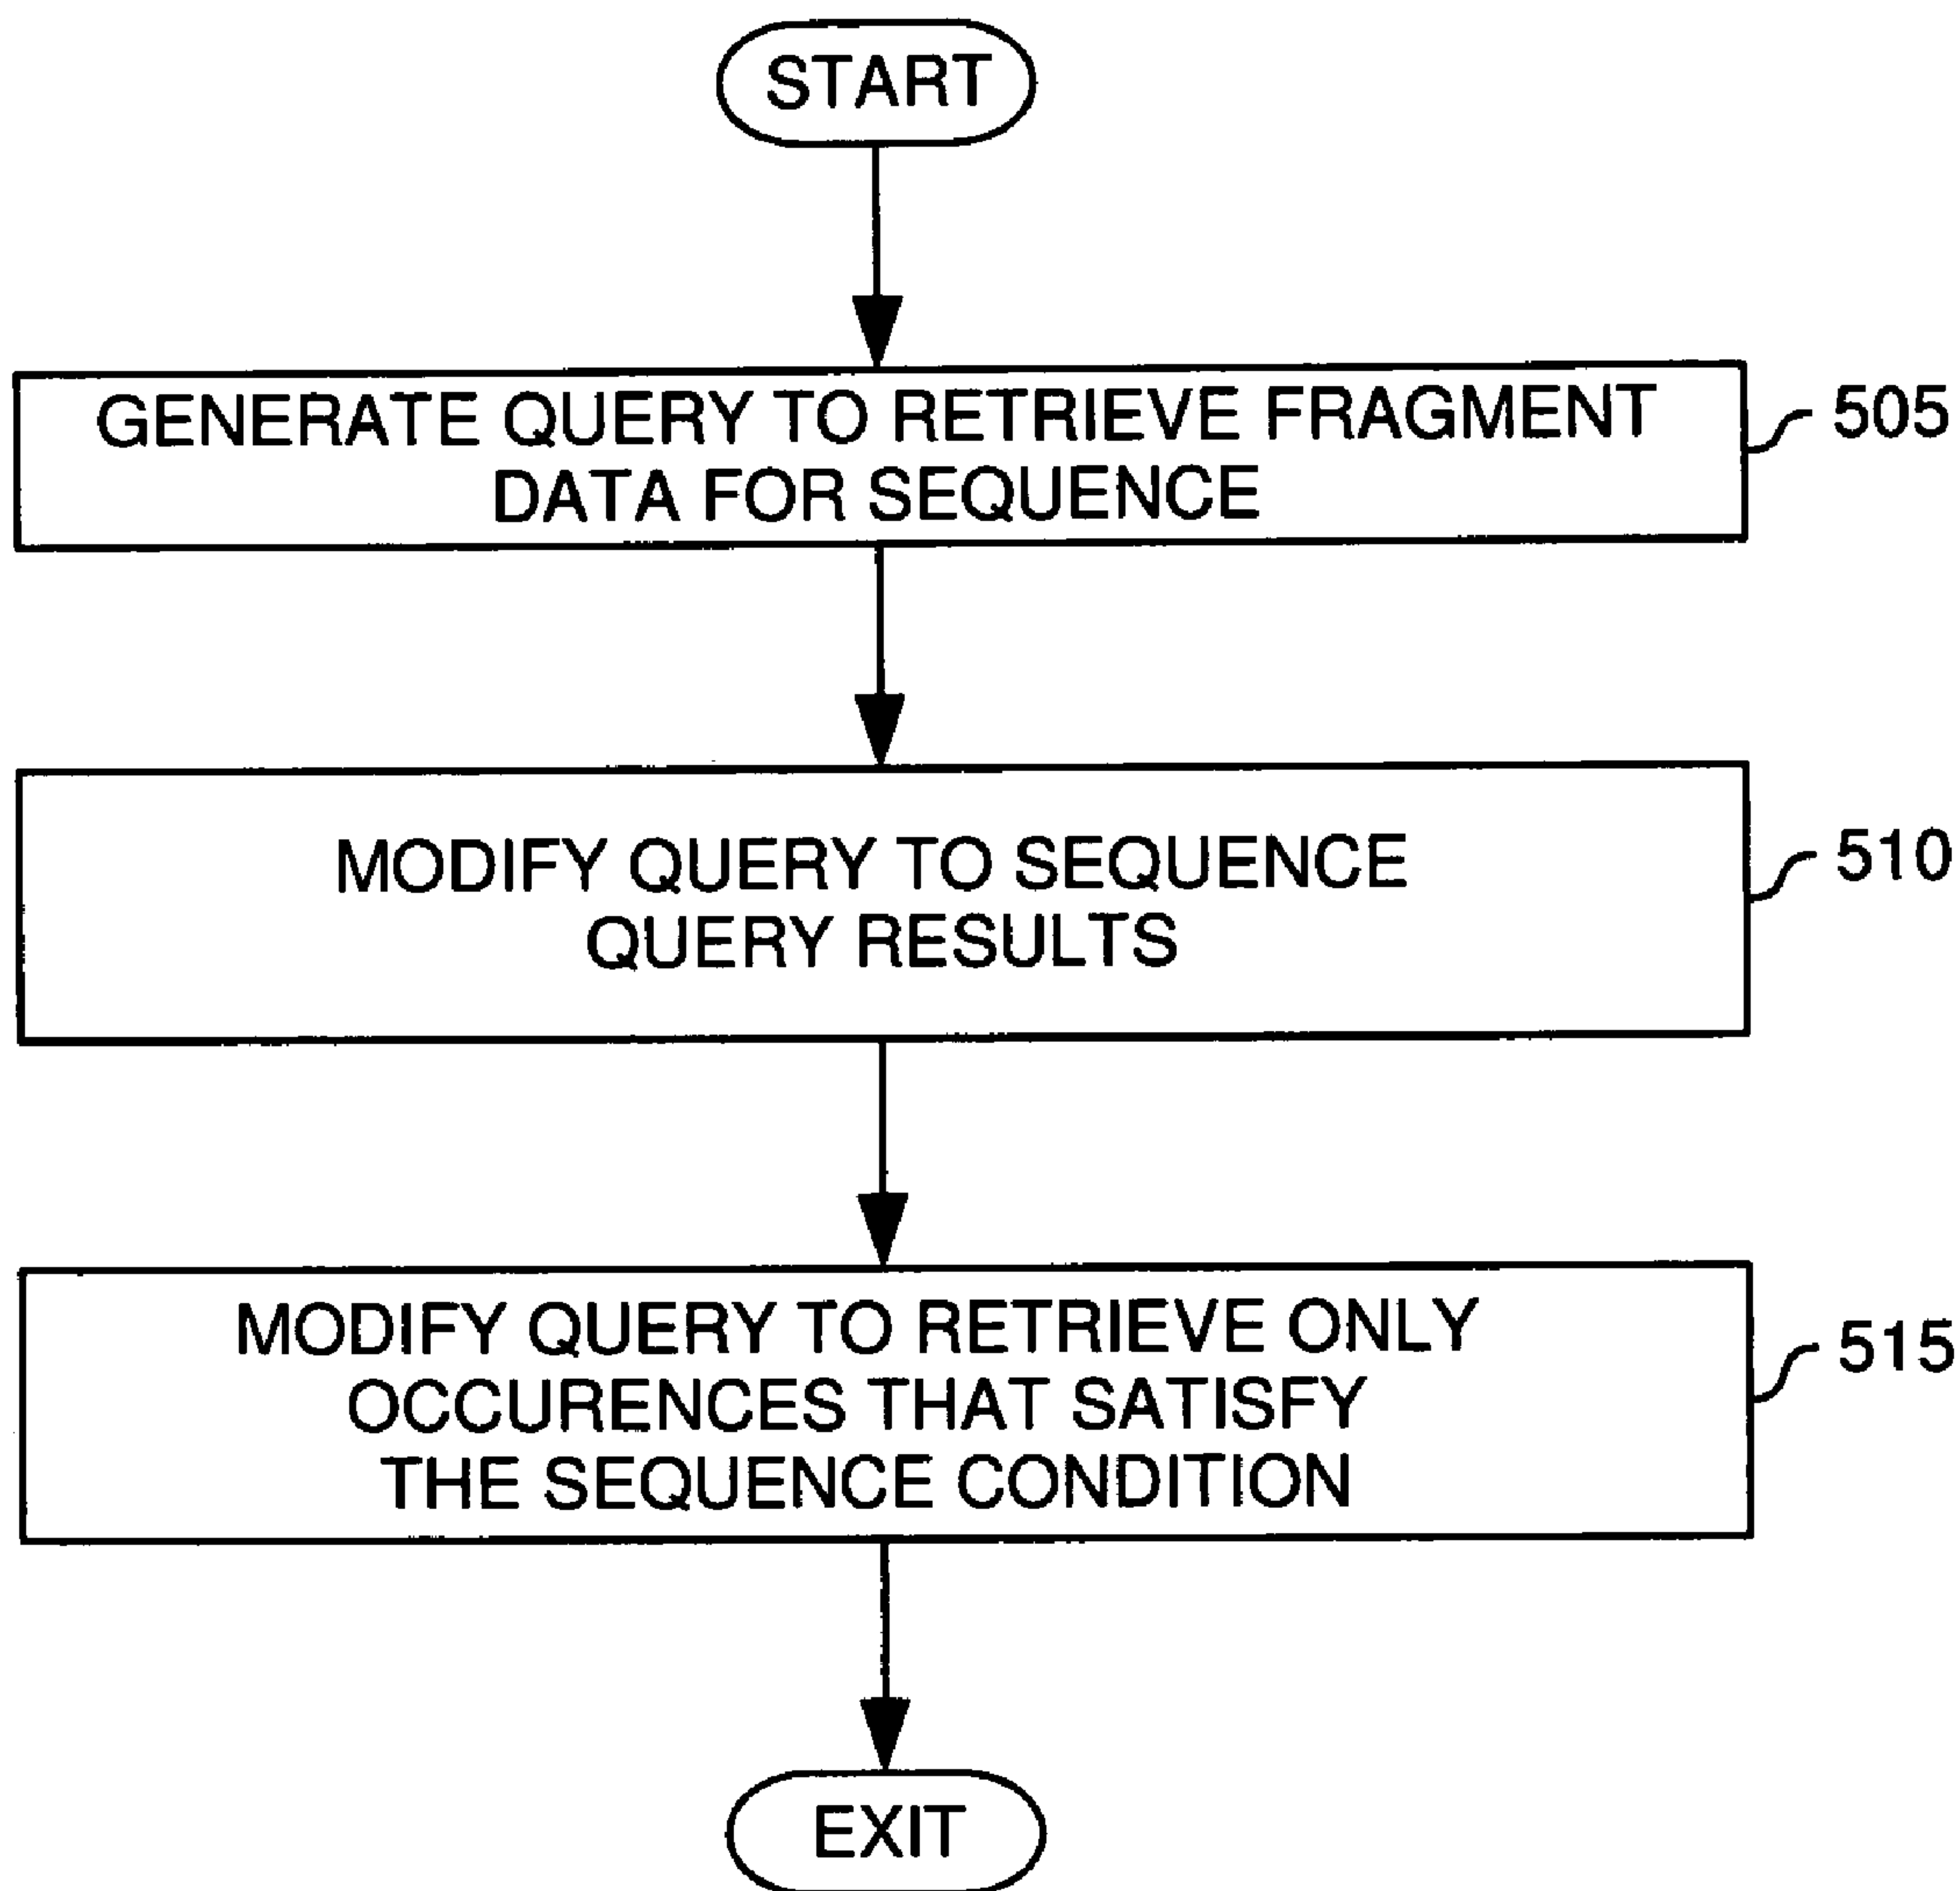 START
GENERATE QUERY TO RETRIEVE FRAGMENT
DATA FOR SEQUENCE
505
MODIFY QUERY TO SEQUENCE
QUERY RESULTS
510
MODIFY QUERY TO RETRIEVE ONLY
OCCURENCES THAT SATISFY
THE SEQUENCE CONDITION
515
EXIT